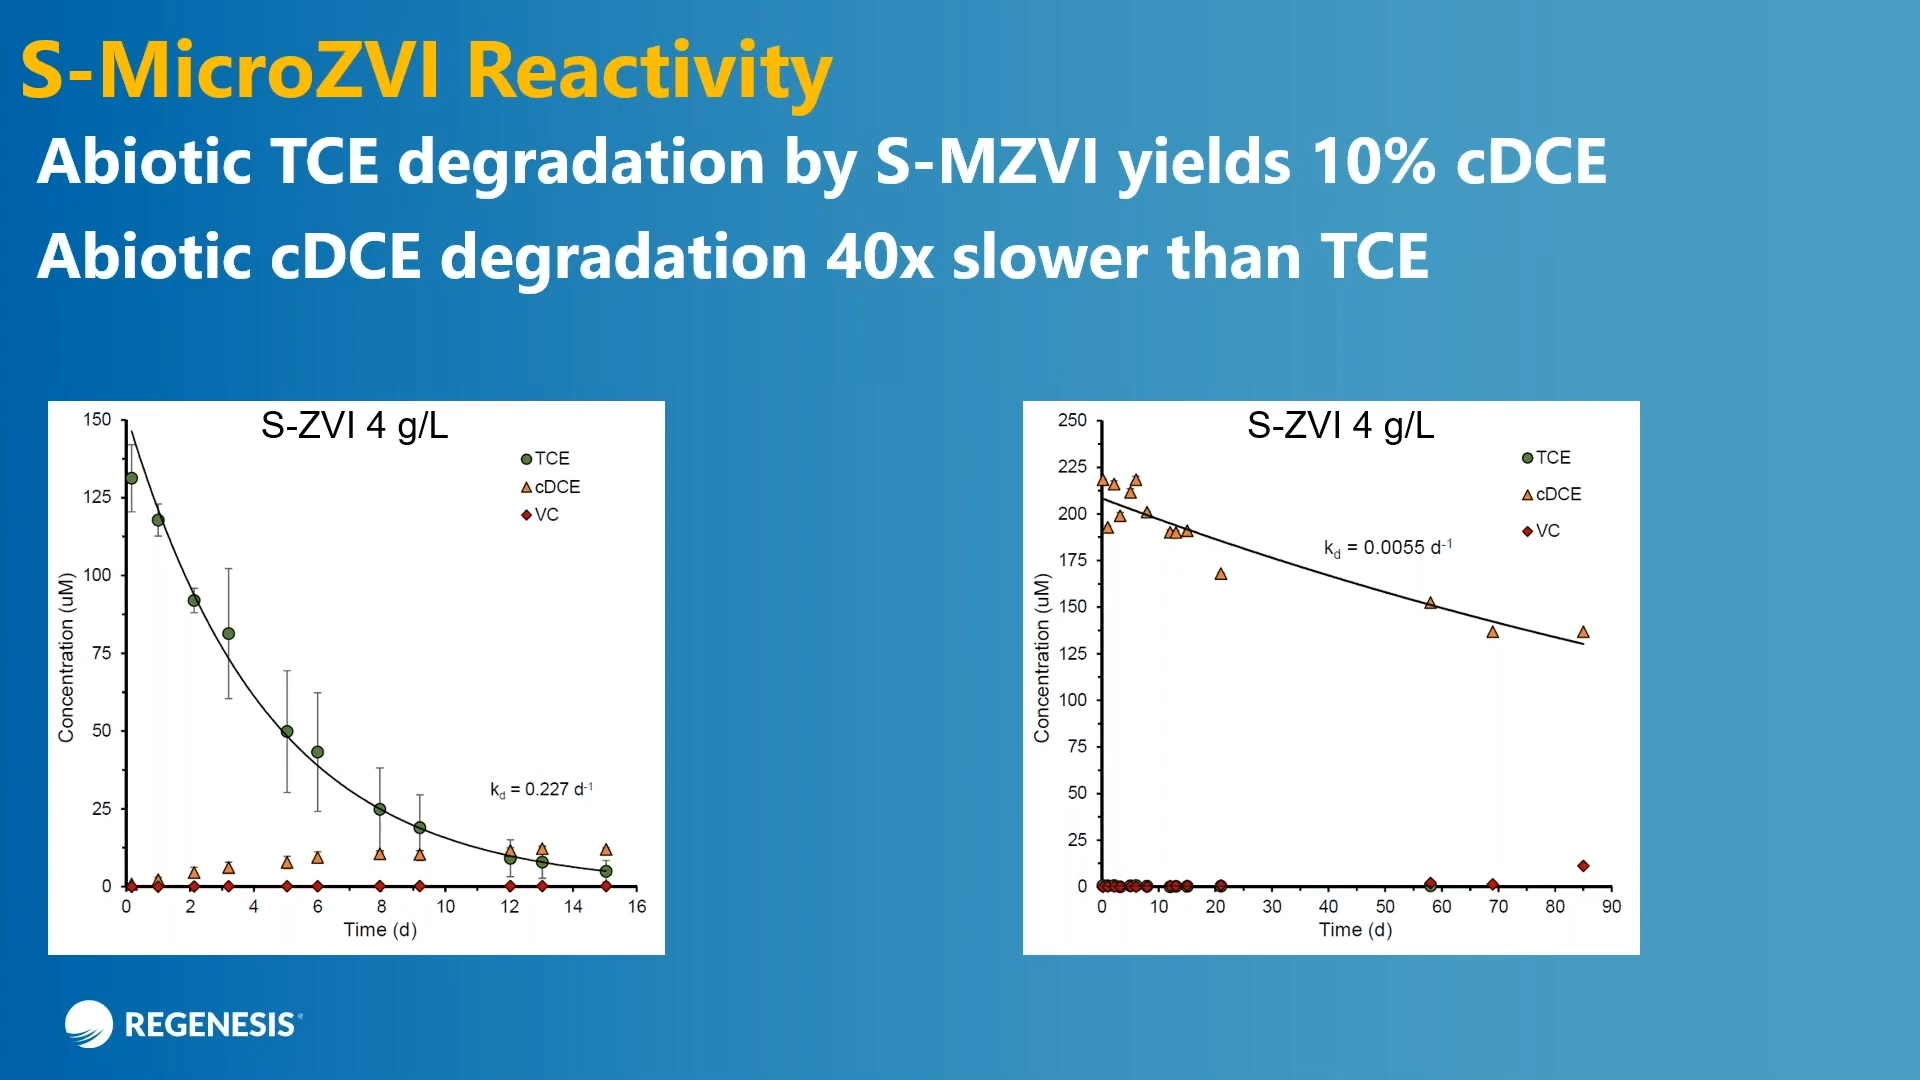 S-MicroZVI Reactivity
Abiotic TCE degradation by S-MZVI yields 10% cDCE
Abiotic cDCE degradation 40x slower than TCE
S-ZVI 4 g/L
150
125
100
75
50
25
0
Concentration (uM)
TCE
cDCE
VC
kd = 0.227 d-1
0 2 4 6 8 10 12 14 16
Time (d)
S-ZVI 4 g/L
250
225
200
175
150
125
100
75
50
25
0
Concentration (uM)
TCE
cDCE
VC
kd = 0.0055 d-1
0 10 20 30 40 50 60 70 80 90
Time (d)
REGENESIS®